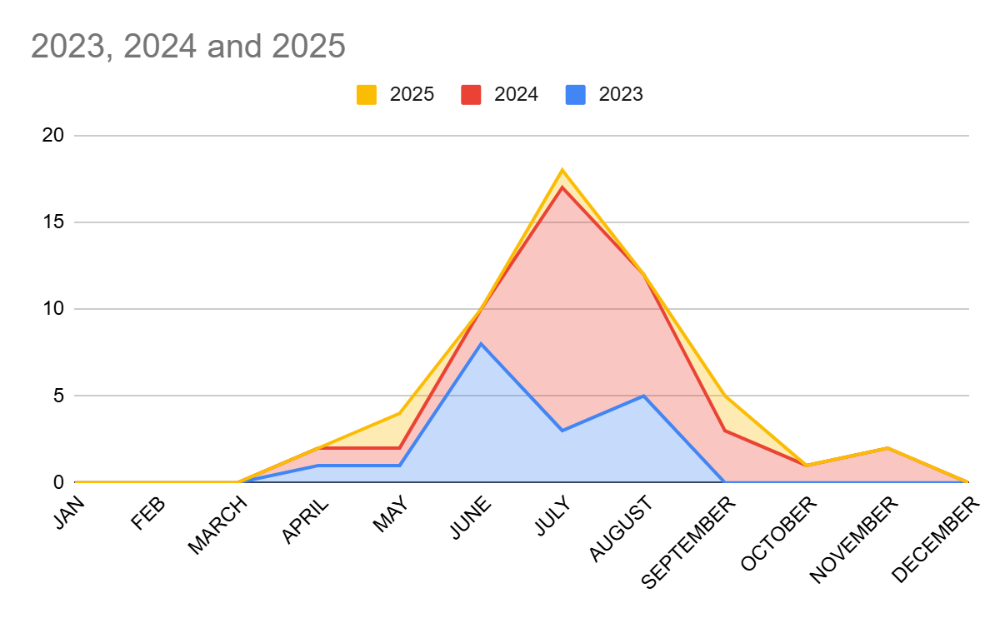 2023, 2024 and 2025
2025 2024 2023
20
15
10
5
0
JAN FEB MARCH APRIL MAY JUNE JULY AUGUST SEPTEMBER OCTOBER NOVEMBER DECEMBER